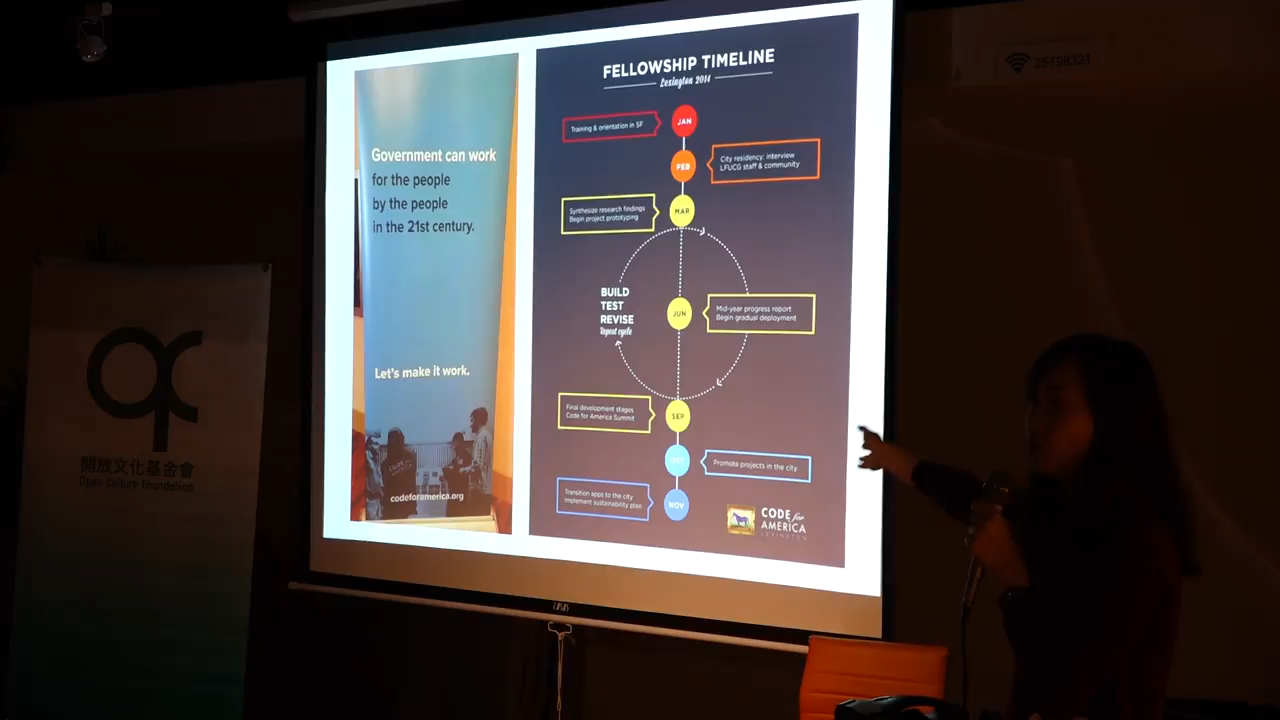 25798321
FELLOWSHIP TIMELINE
Lexington 2014
JAN
Training & orientation in SF
FEB
City residency: interview
LFUCG staff & community
MAR
Synthesize research findings
Begin project prototyping
BUILD
TEST
REVISE
Repeat cycle
JUN
Mid-year progress report
Begin gradual deployment
SEP
Final development stages
Code for America Summit
OCT
Promote projects in the city
NOV
Transition apps to the city
Implement sustainability plan
CODE for
AMERICA
LEXINGTON
Government can work
for the people
by the people
in the 21st century.
Let's make it work.
codeforamerica.org
開放文化基金會
Open Culture Foundation